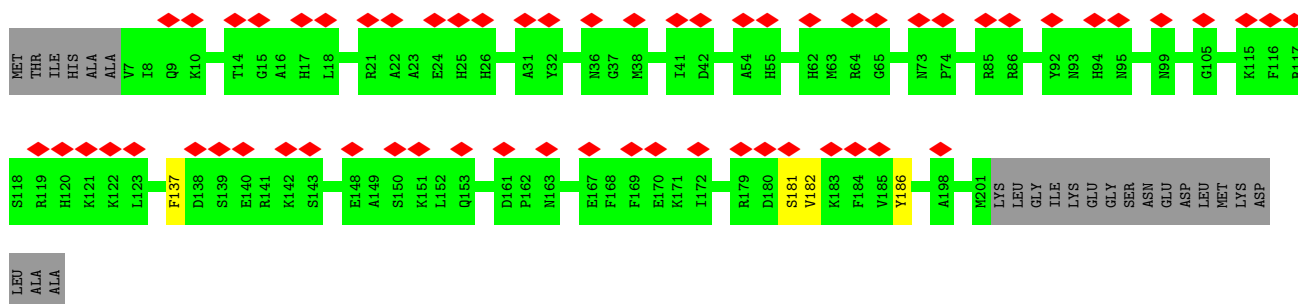 MET THR ILE HIS ALA ALA V7 I8 Q9 K10 T14 G15 A16 H17 L18 R21 A22 A23 E24 H25 H26 A31 Y32 N36 G37 M38 I41 D42 A54 H55 H62 M63 R64 G65 N73 P74 R85 R86 Y92 N93 H94 N95 N99 G105 K115 F116 R117
S118 R119 H120 K121 K122 L123 F137 D138 S139 E140 R141 K142 S143 E148 A149 S150 K151 L152 Q153 D161 P162 N163 E167 F168 F169 E170 K171 I172 R179 D180 S181 V182 K183 F184 V185 Y186 A198 M201 LYS LEU GLY ILE LYS GLU GLY SER ASN GLU ASP LEU MET LYS ASP
LEU ALA ALA